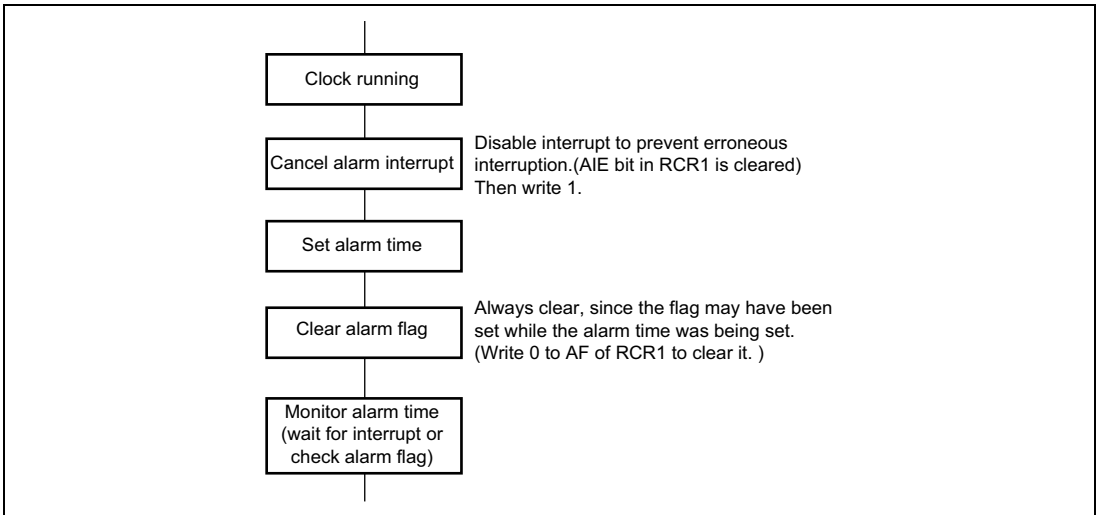 Clock running
Cancel alarm interrupt
Disable interrupt to prevent erroneous
interruption.(AIE bit in RCR1 is cleared)
Then write 1.
Set alarm time
Clear alarm flag
Always clear, since the flag may have been
set while the alarm time was being set.
(Write 0 to AF of RCR1 to clear it. )
Monitor alarm time
(wait for interrupt or
check alarm flag)